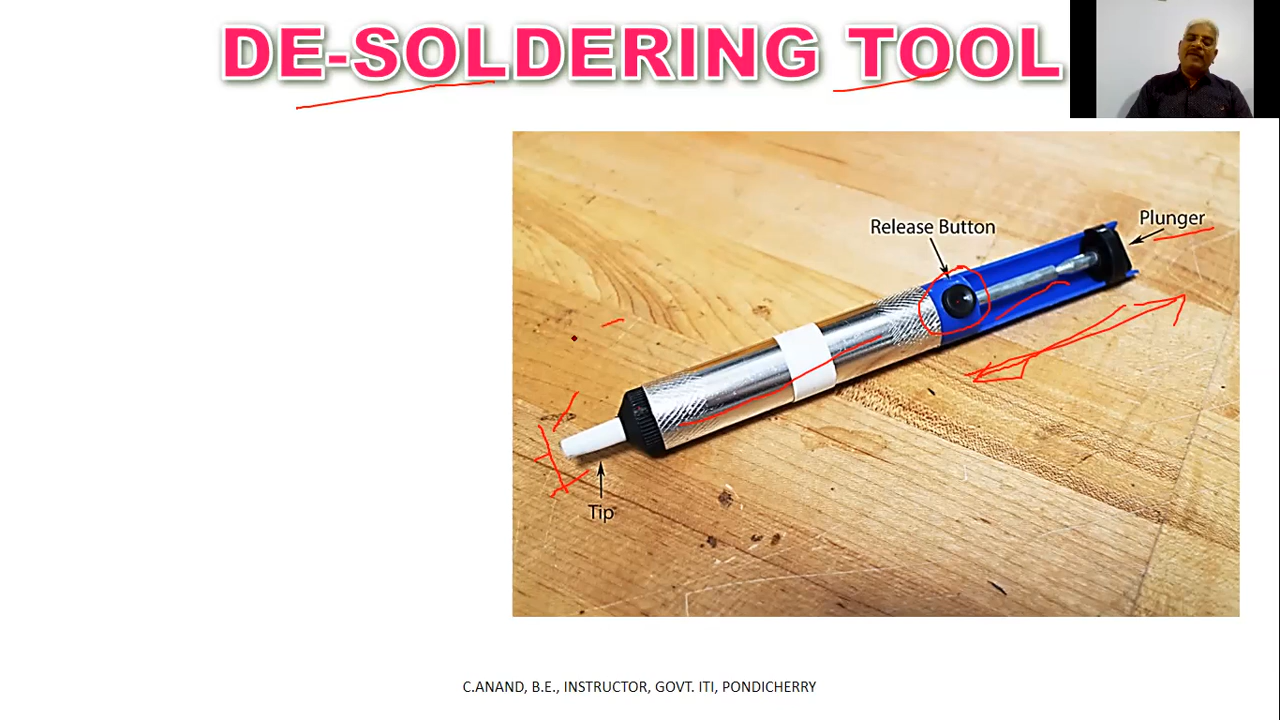 DE-SOLDERING TOOL
Plunger
Release Button
Tip
C.ANAND, B.E., INSTRUCTOR, GOVT. ITI, PONDICHERRY